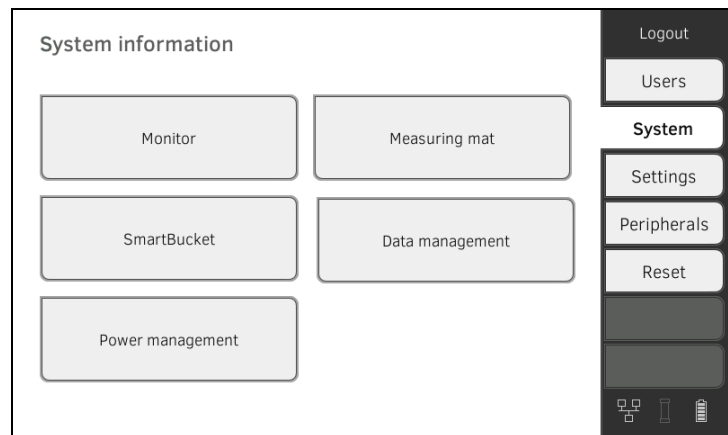 System information
Monitor
Measuring mat
SmartBucket
Data management
Power management
Logout
Users
System
Settings
Peripherals
Reset